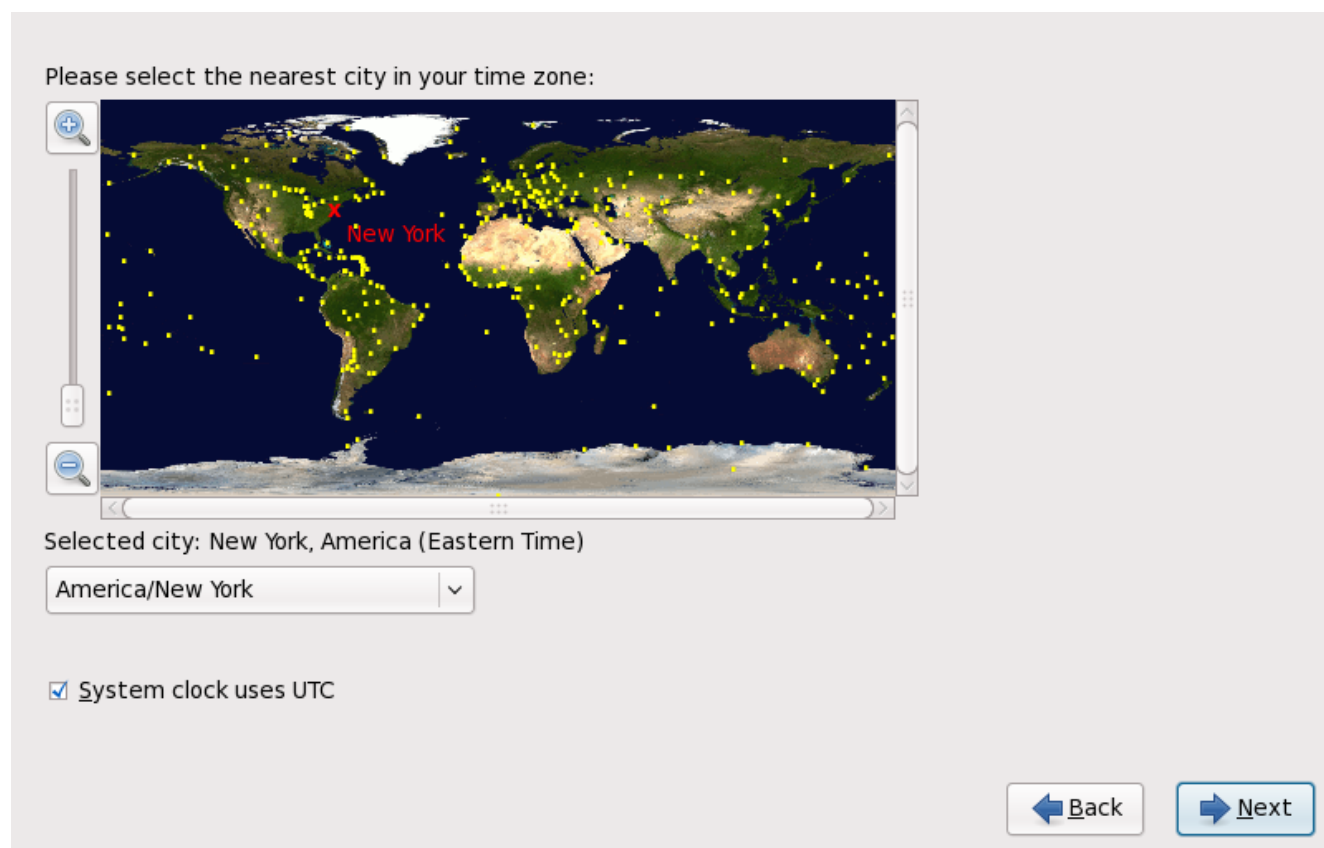 Please select the nearest city in your time zone:
New York
Selected city: New York, America (Eastern Time)
America/New York
System clock uses UTC
Back
Next